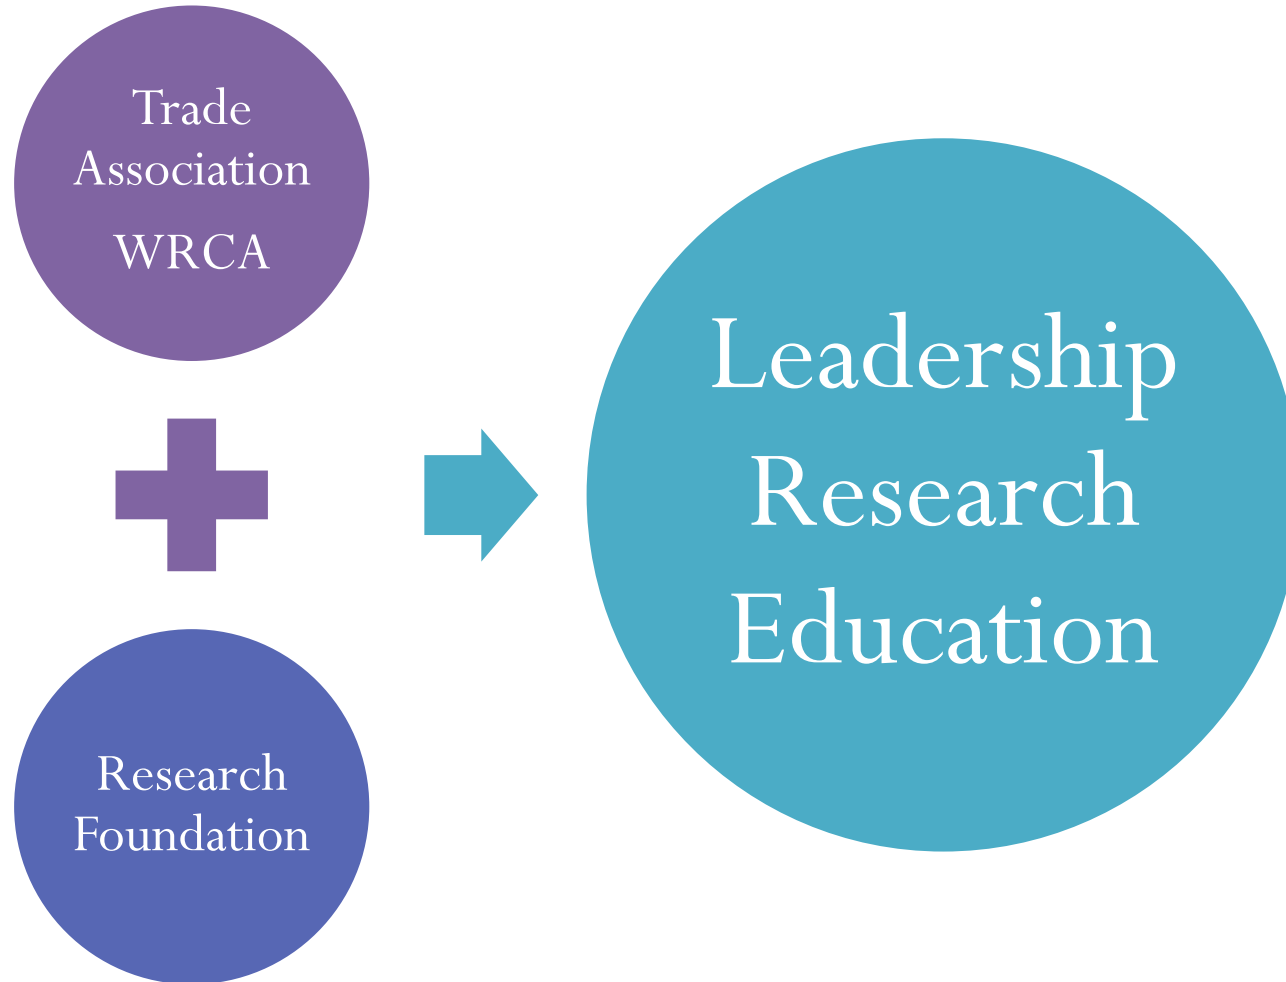 Trade
Association
WRCA
Research
Foundation
Leadership
Research
Education